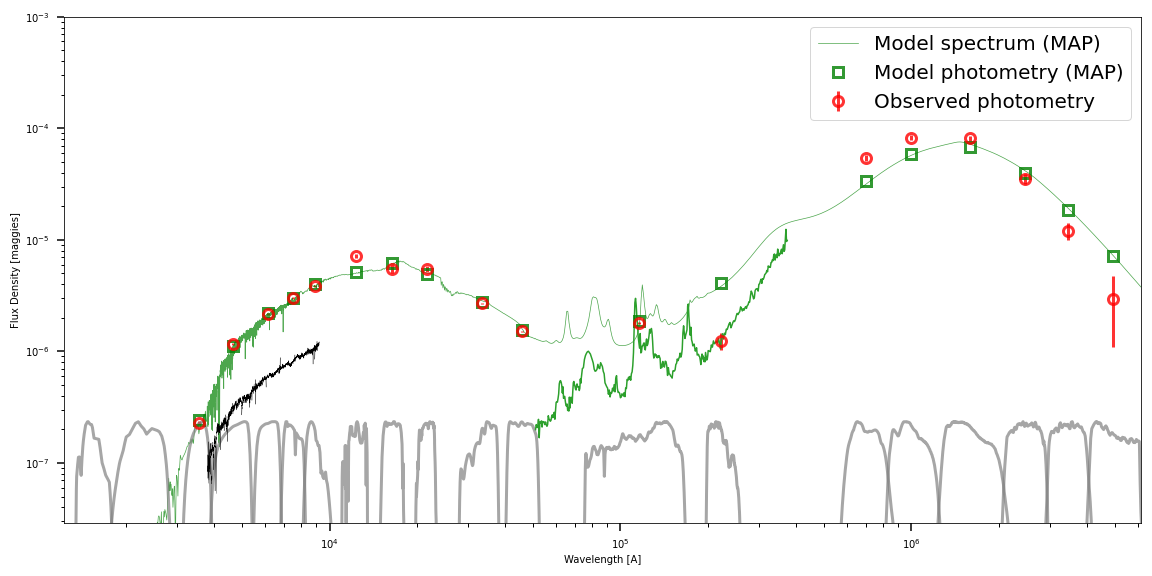 10⁻³
10⁻⁴
10⁻⁵
10⁻⁶
10⁻⁷
Flux Density [maggies]
Model spectrum (MAP)
Model photometry (MAP)
Observed photometry
10⁴
10⁵
10⁶
Wavelength [A]